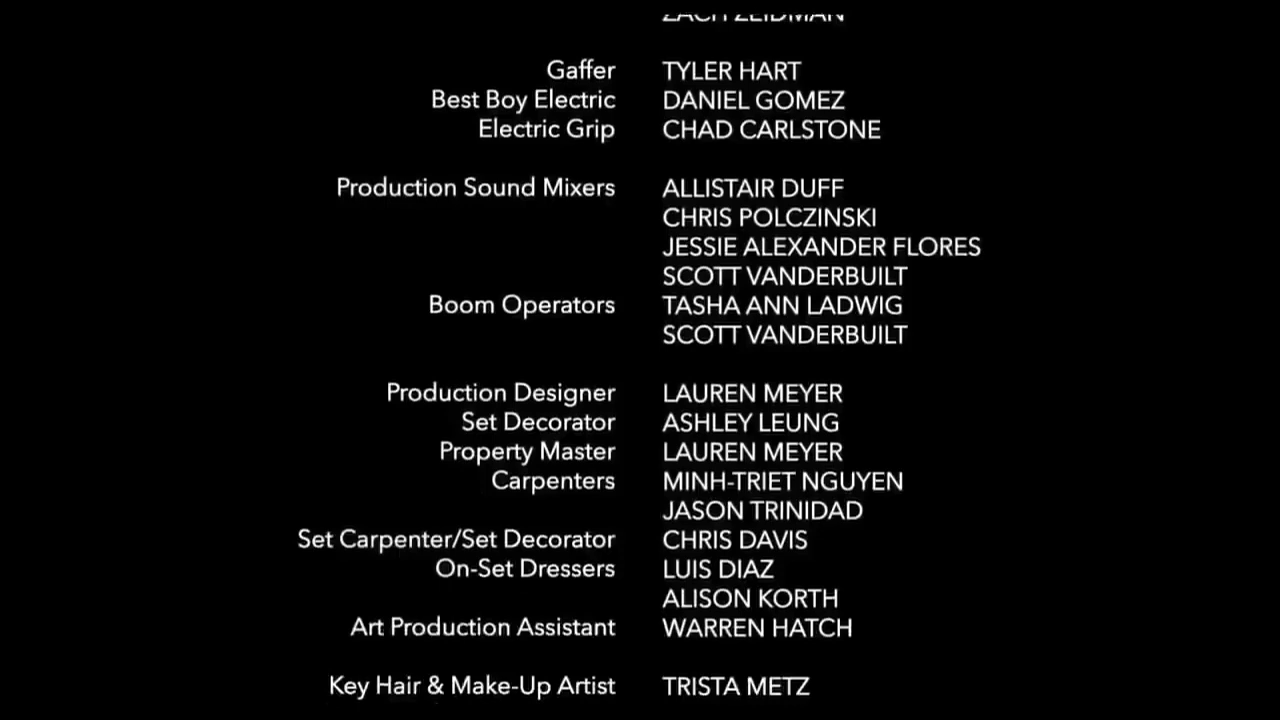 ZACH ZEIDMAN
Gaffer TYLER HART
Best Boy Electric DANIEL GOMEZ
Electric Grip CHAD CARLSTONE
Production Sound Mixers ALLISTAIR DUFF
CHRIS POLCZINSKI
JESSIE ALEXANDER FLORES
SCOTT VANDERBUILT
Boom Operators TASHA ANN LADWIG
SCOTT VANDERBUILT
Production Designer LAUREN MEYER
Set Decorator ASHLEY LEUNG
Property Master LAUREN MEYER
Carpenters MINH-TRIET NGUYEN
JASON TRINIDAD
Set Carpenter/Set Decorator CHRIS DAVIS
On-Set Dressers LUIS DIAZ
ALISON KORTH
Art Production Assistant WARREN HATCH
Key Hair & Make-Up Artist TRISTA METZ